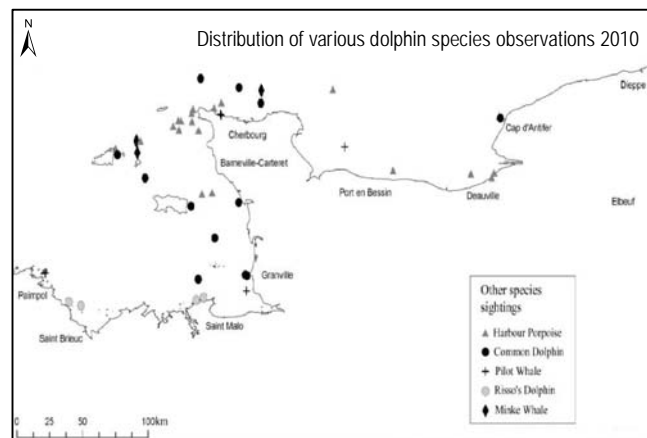 N
Distribution of various dolphin species observations 2010
Dieppe
Cap d'Antifer
Cherbourg
Barneville-Carteret
Port en Bessin
Deauville
Elbeuf
Granville
Paimpol
Saint Malo
Saint Brieuc
Other species
sightings
Harbour Porpoise
Common Dolphin
Pilot Whale
Risso's Dolphin
Minke Whale
0 25 50 100km